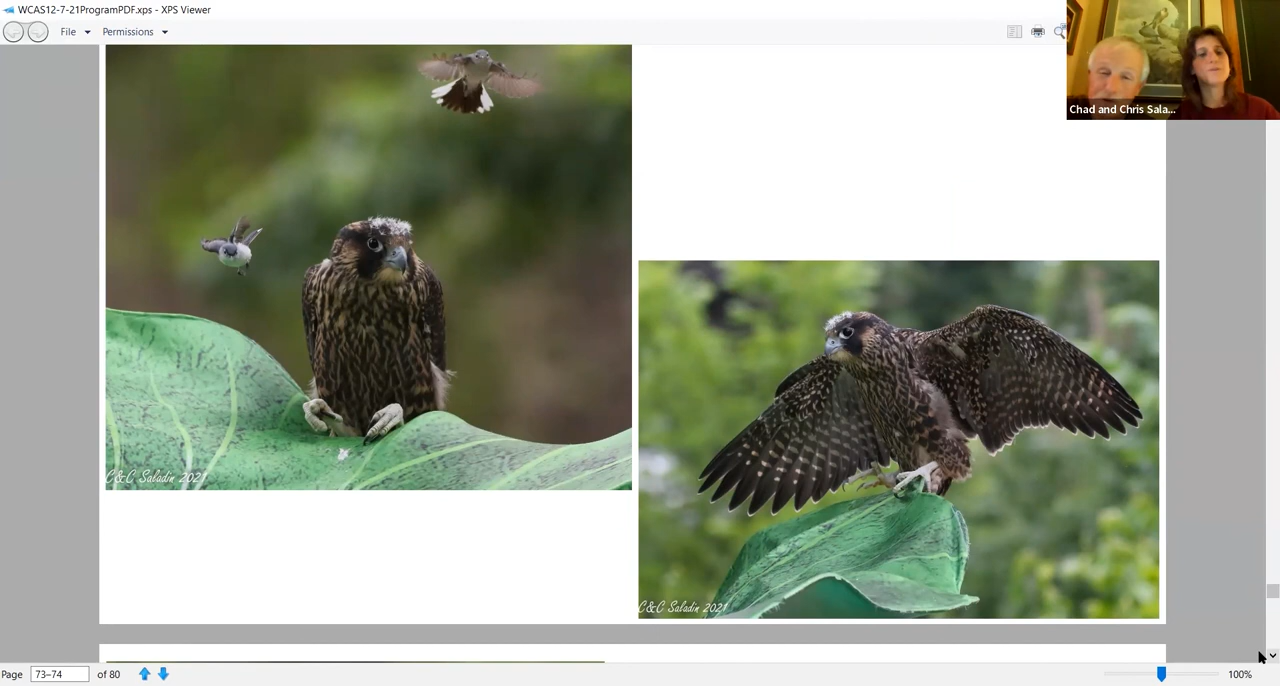 WCAS12-7-21ProgramPDF.xps - XPS Viewer
File
Permissions
Chad and Chris Sala...
C&C Saladin 2021
C&C Saladin 2021
Page 73–74 of 80
100%